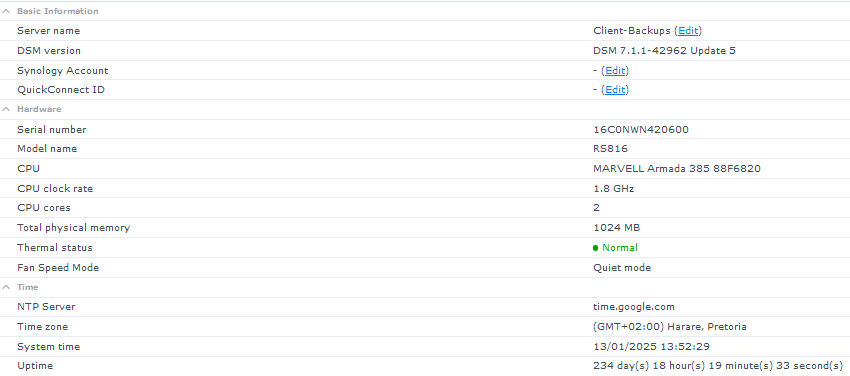 Basic Information
Server name Client-Backups (Edit)
DSM version DSM 7.1.1-42962 Update 5
Synology Account - (Edit)
QuickConnect ID - (Edit)
Hardware
Serial number 16C0NWN420600
Model name RS816
CPU MARVELL Armada 385 88F6820
CPU clock rate 1.8 GHz
CPU cores 2
Total physical memory 1024 MB
Thermal status Normal
Fan Speed Mode Quiet mode
Time
NTP Server time.google.com
Time zone (GMT+02:00) Harare, Pretoria
System time 13/01/2025 13:52:29
Uptime 234 day(s) 18 hour(s) 19 minute(s) 33 second(s)